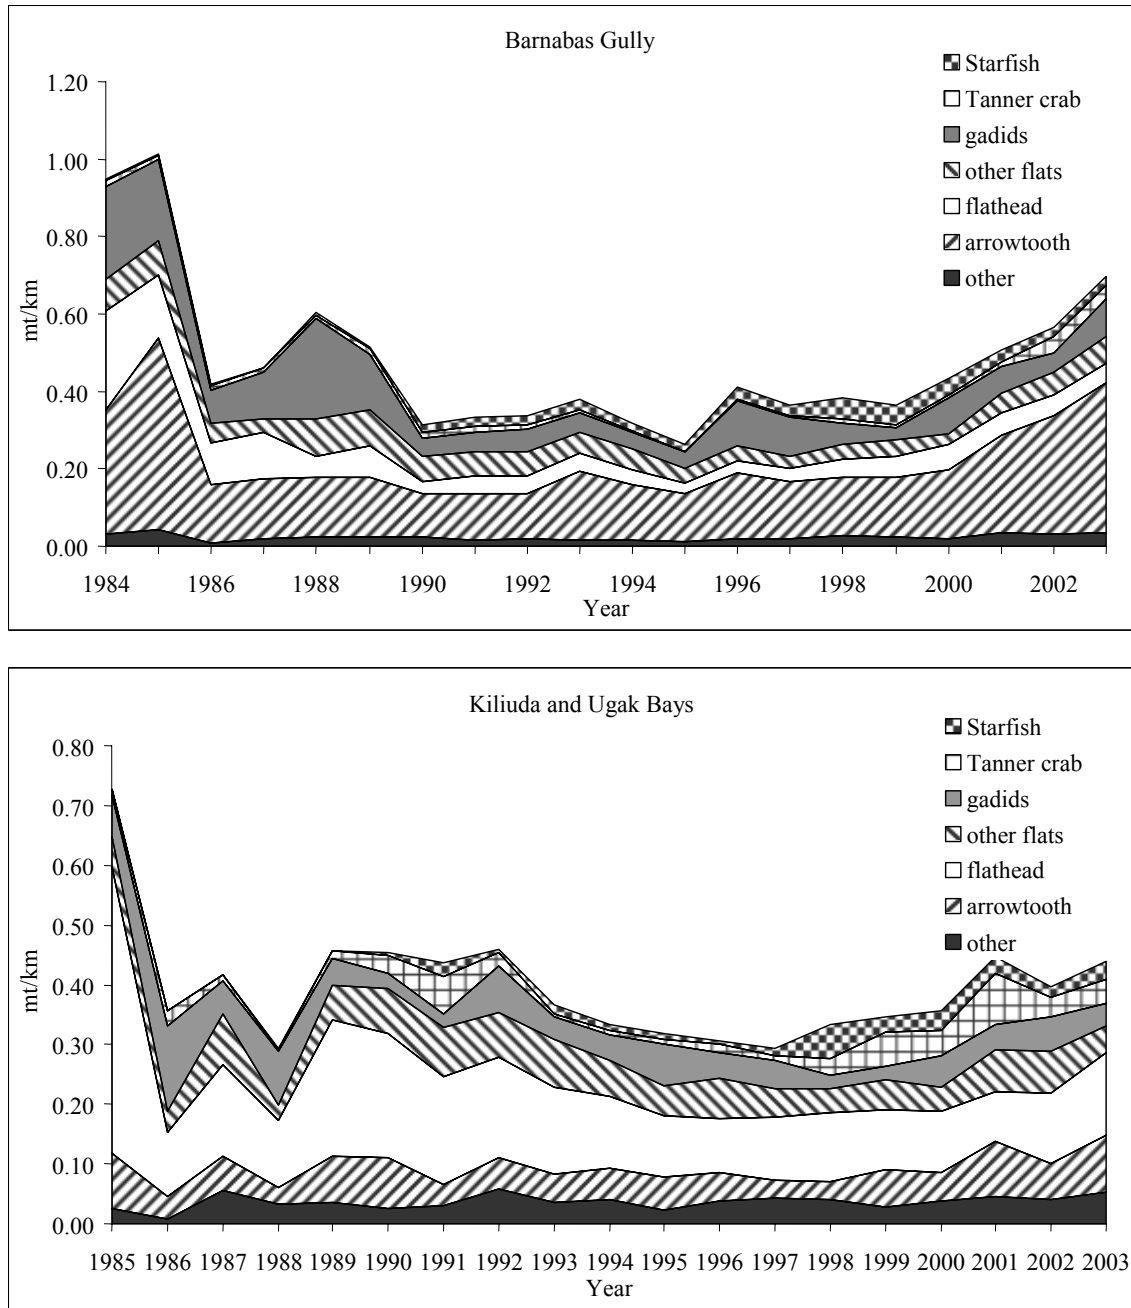 Barnabas Gully
Starfish
Tanner crab
gadids
other flats
flathead
arrowtooth
other
1.20
1.00
0.80
0.60
0.40
0.20
0.00
mt/km
1984 1986 1988 1990 1992 1994 1996 1998 2000 2002
Year
Kiliuda and Ugak Bays
Starfish
Tanner crab
gadids
other flats
flathead
arrowtooth
other
0.80
0.70
0.60
0.50
0.40
0.30
0.20
0.10
0.00
mt/km
1985 1986 1987 1988 1989 1990 1991 1992 1993 1994 1995 1996 1997 1998 1999 2000 2001 2002 2003
Year